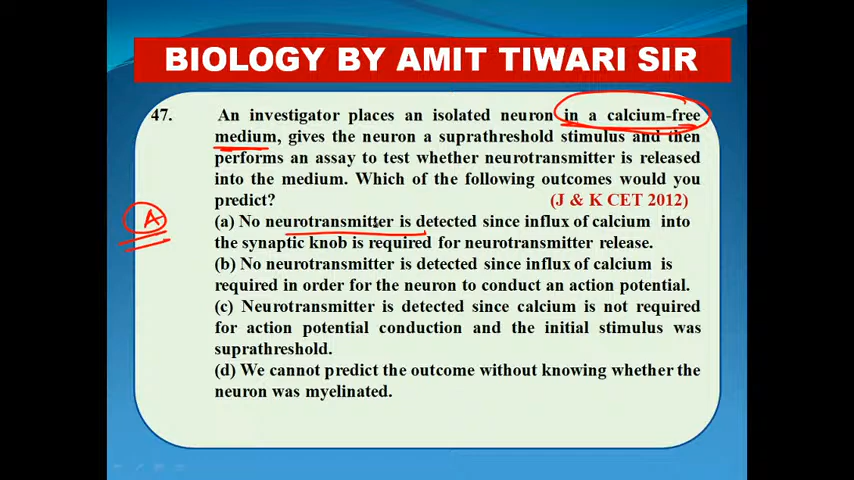 BIOLOGY BY AMIT TIWARI SIR
47. An investigator places an isolated neuron in a calcium-free
medium, gives the neuron a suprathreshold stimulus and then
performs an assay to test whether neurotransmitter is released
into the medium. Which of the following outcomes would you
predict? (J & K CET 2012)
A
(a) No neurotransmitter is detected since influx of calcium into
the synaptic knob is required for neurotransmitter release.
(b) No neurotransmitter is detected since influx of calcium is
required in order for the neuron to conduct an action potential.
(c) Neurotransmitter is detected since calcium is not required
for action potential conduction and the initial stimulus was
suprathreshold.
(d) We cannot predict the outcome without knowing whether the
neuron was myelinated.